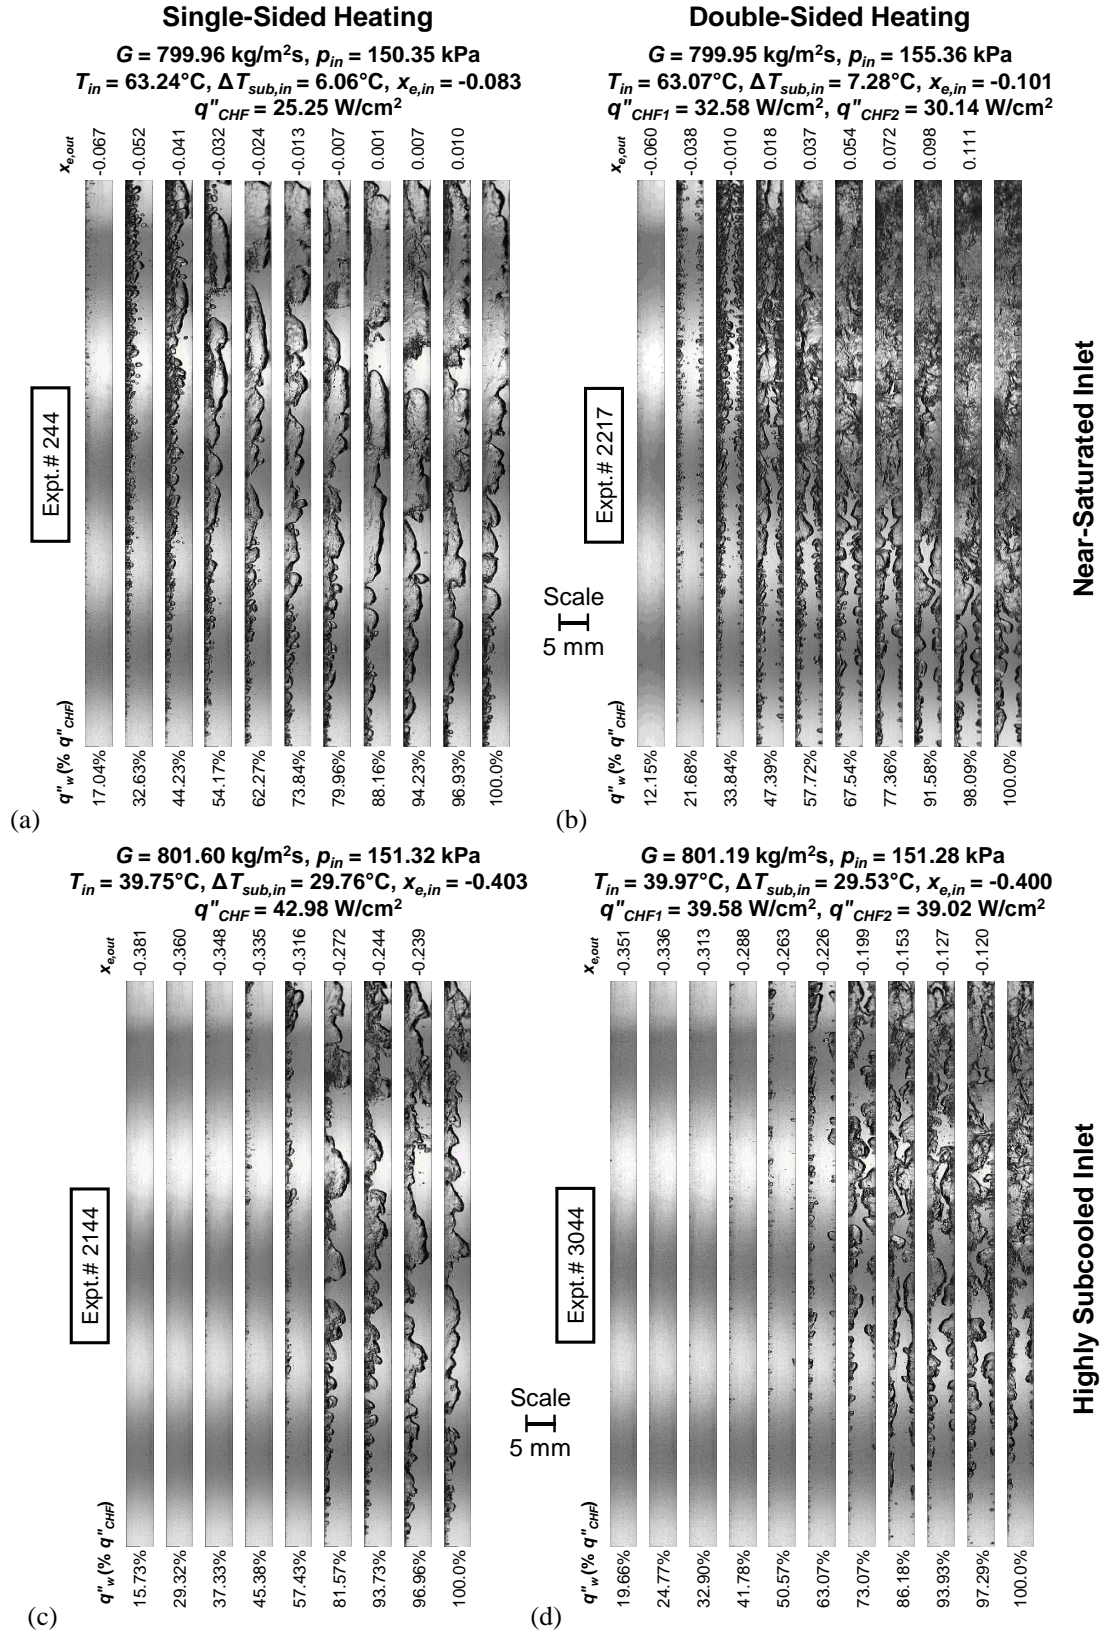 Single-Sided Heating
Double-Sided Heating
G = 799.96 kg/m²s, p_in = 150.35 kPa
T_in = 63.24°C, ΔT_sub,in = 6.06°C, x_e,in = -0.083
q"_CHF = 25.25 W/cm²
x_e,out
-0.067
-0.052
-0.041
-0.032
-0.024
-0.013
-0.007
0.001
0.007
0.010
Expt.# 244
q"_w (% q"_CHF)
17.04%
32.63%
44.23%
54.17%
62.27%
73.84%
79.96%
88.16%
94.23%
96.93%
100.0%
(a)
G = 799.95 kg/m²s, p_in = 155.36 kPa
T_in = 63.07°C, ΔT_sub,in = 7.28°C, x_e,in = -0.101
q"_CHF1 = 32.58 W/cm², q"_CHF2 = 30.14 W/cm²
x_e,out
-0.060
-0.038
-0.010
0.018
0.037
0.054
0.072
0.098
0.111
Expt.# 2217
Scale
5 mm
q"_w (% q"_CHF)
12.15%
21.68%
33.84%
47.39%
57.72%
67.54%
77.36%
91.58%
98.09%
100.0%
(b)
Near-Saturated Inlet
G = 801.60 kg/m²s, p_in = 151.32 kPa
T_in = 39.75°C, ΔT_sub,in = 29.76°C, x_e,in = -0.403
q"_CHF = 42.98 W/cm²
x_e,out
-0.381
-0.360
-0.348
-0.335
-0.316
-0.272
-0.244
-0.239
Expt.# 2144
q"_w (% q"_CHF)
15.73%
29.32%
37.33%
45.38%
57.43%
81.57%
93.73%
96.96%
100.0%
(c)
G = 801.19 kg/m²s, p_in = 151.28 kPa
T_in = 39.97°C, ΔT_sub,in = 29.53°C, x_e,in = -0.400
q"_CHF1 = 39.58 W/cm², q"_CHF2 = 39.02 W/cm²
x_e,out
-0.351
-0.336
-0.313
-0.288
-0.263
-0.226
-0.199
-0.153
-0.127
-0.120
Expt.# 3044
Scale
5 mm
q"_w (% q"_CHF)
19.66%
24.77%
32.90%
41.78%
50.57%
63.07%
73.07%
86.18%
93.93%
97.29%
100.0%
(d)
Highly Subcooled Inlet